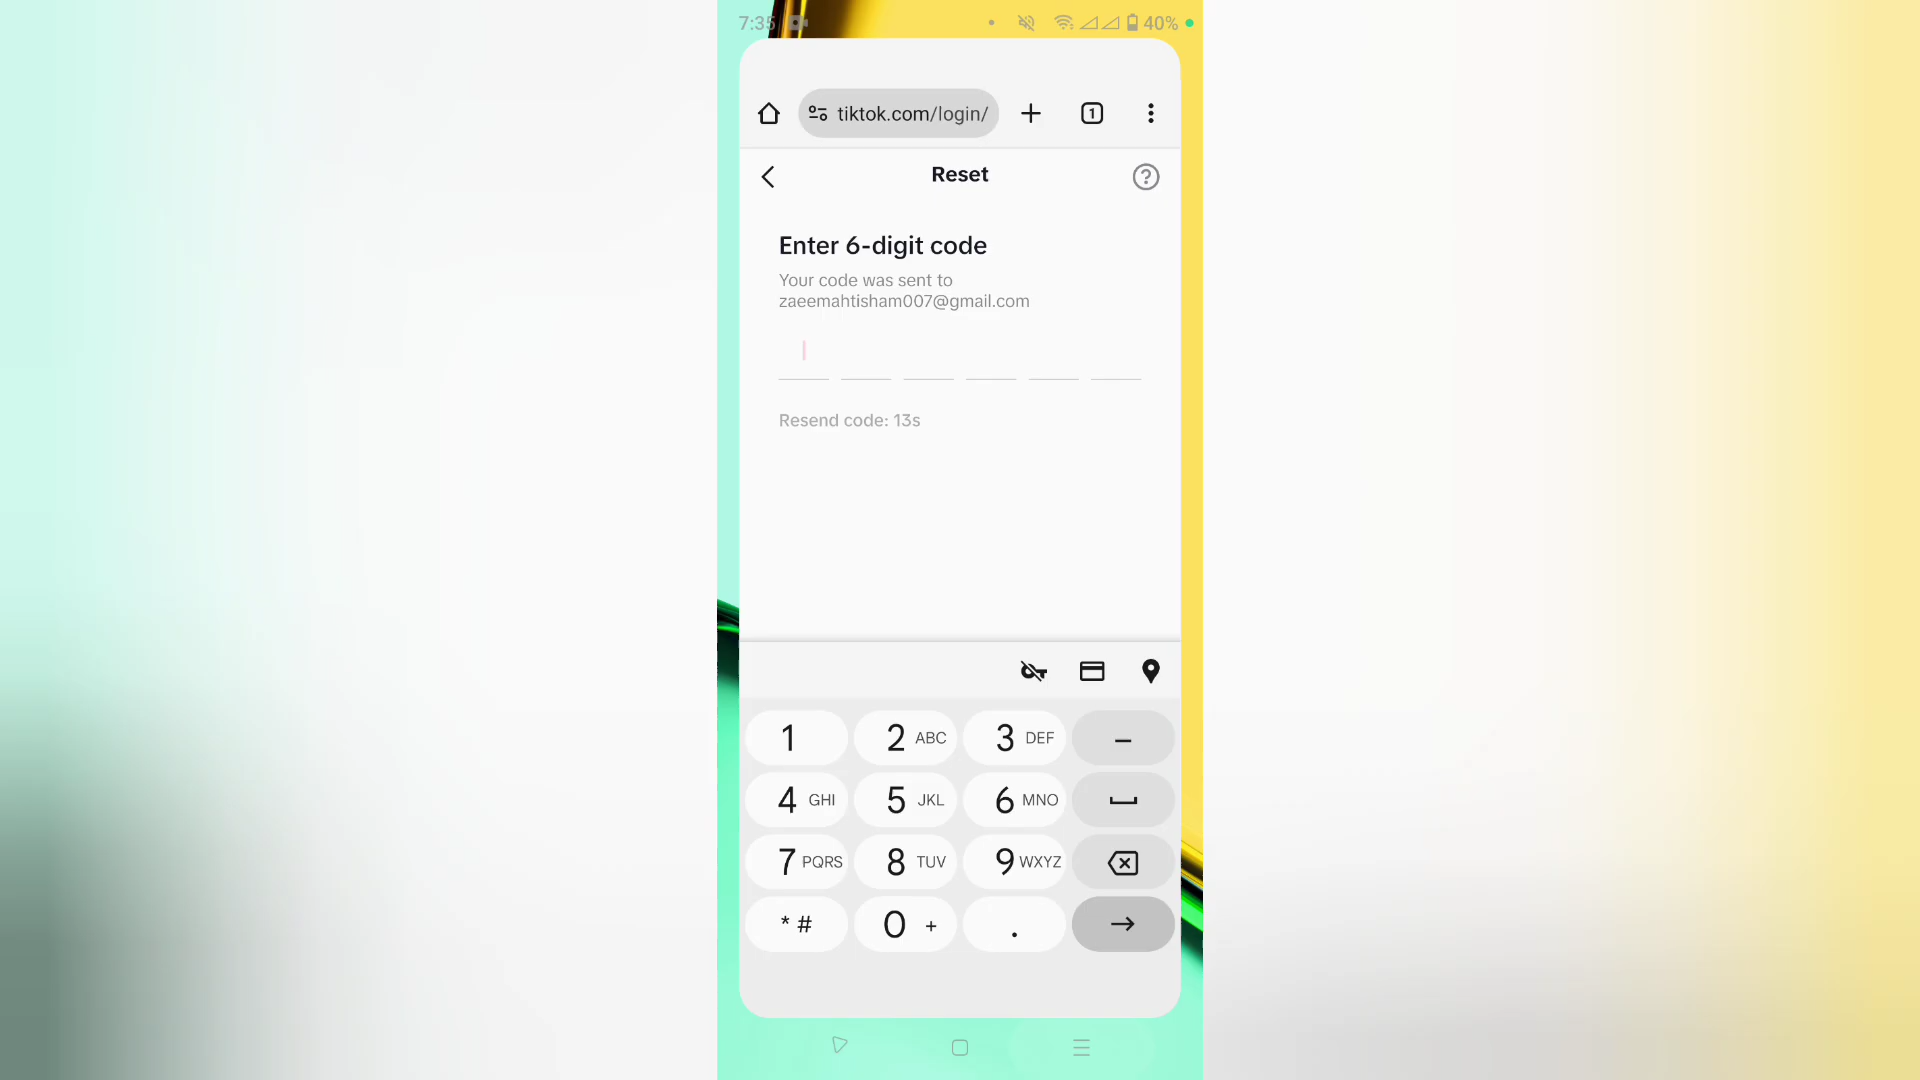 7:35 40%
tiktok.com/login/ 1
Reset ?
Enter 6-digit code
Your code was sent to
zaeemahtisham007@gmail.com
Resend code: 13s
1 2 ABC 3 DEF –
4 GHI 5 JKL 6 MNO
7 PQRS 8 TUV 9 WXYZ
* # 0 + .